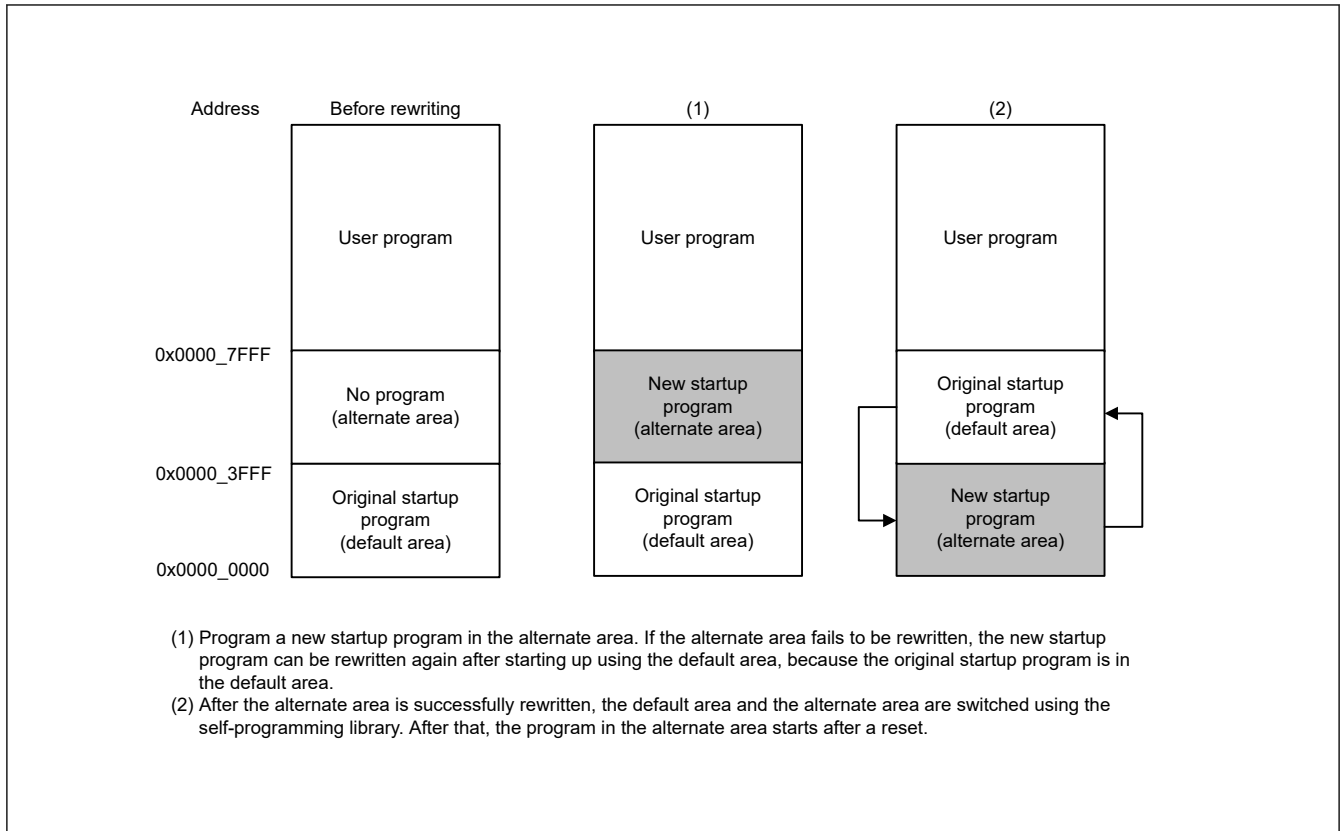 Address
Before rewriting
(1)
(2)
User program
User program
User program
0x0000_7FFF
No program
(alternate area)
New startup
program
(alternate area)
Original startup
program
(default area)
0x0000_3FFF
Original startup
program
(default area)
Original startup
program
(default area)
New startup
program
(alternate area)
0x0000_0000
(1) Program a new startup program in the alternate area. If the alternate area fails to be rewritten, the new startup
program can be rewritten again after starting up using the default area, because the original startup program is in
the default area.
(2) After the alternate area is successfully rewritten, the default area and the alternate area are switched using the
self-programming library. After that, the program in the alternate area starts after a reset.